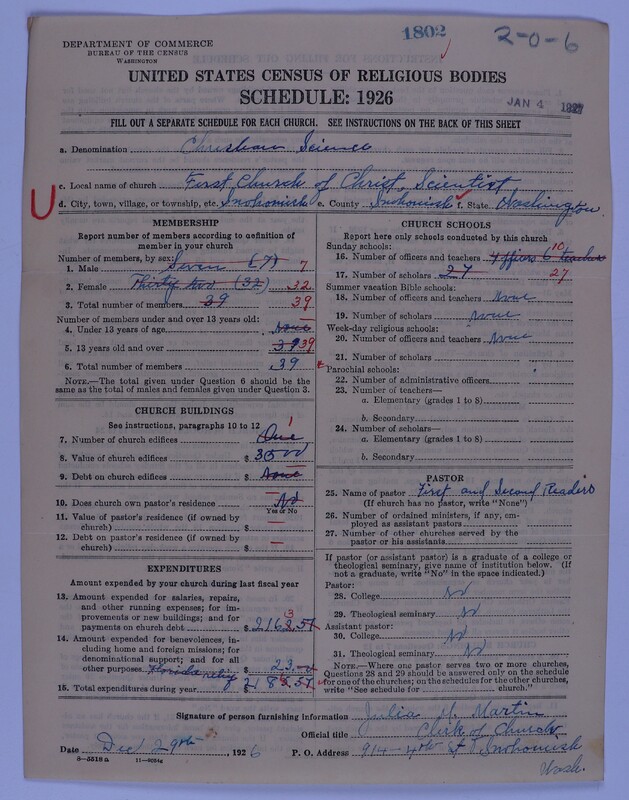 1802
2-0-6
DEPARTMENT OF COMMERCE
BUREAU OF THE CENSUS
WASHINGTON
UNITED STATES CENSUS OF RELIGIOUS BODIES
SCHEDULE: 1926
JAN 4 1927
FILL OUT A SEPARATE SCHEDULE FOR EACH CHURCH. SEE INSTRUCTIONS ON THE BACK OF THIS SHEET
a. Denomination Christian Science
c. Local name of church First Church of Christ, Scientist
U
d. City, town, village, or township, etc. Snohomish e. County Snohomish f. State Washington
MEMBERSHIP
Report number of members according to definition of
member in your church
Number of members, by sex:
1. Male Seven (7) 7
2. Female Thirty two (32) 32
3. Total number of members 39 39
Number of members under and over 13 years old:
4. Under 13 years of age None
5. 13 years old and over 39 39
6. Total number of members 39
NOTE.—The total given under Question 6 should be
same as the total of males and females given under Question 3.
CHURCH BUILDINGS
See instructions, paragraphs 10 to 12
7. Number of church edifices One 1
8. Value of church edifices $ 3500
9. Debt on church edifices $ None
10. Does church own pastor's residence No
Yes or No
11. Value of pastor's residence (if owned by
church) $ —
12. Debt on pastor's residence (if owned by
church) $ —
EXPENDITURES
Amount expended by your church during last fiscal year
13. Amount expended for salaries, repairs,
and other running expenses; for im-
provements or new buildings; and for
payments on church debt $ 2162.57 3
14. Amount expended for benevolences, in-
cluding home and foreign missions; for
denominational support; and for all
other purposes Florida relief $ 23.00
15. Total expenditures during year $
CHURCH SCHOOLS
Report here only schools conducted by this church
Sunday schools:
16. Number of officers and teachers 4 officers 6 teachers 10
17. Number of scholars 27 27
Summer vacation Bible schools:
18. Number of officers and teachers None
19. Number of scholars None
Week-day religious schools:
20. Number of officers and teachers None
21. Number of scholars
Parochial schools:
22. Number of administrative officers
23. Number of teachers—
a. Elementary (grades 1 to 8)
b. Secondary
24. Number of scholars—
a. Elementary (grades 1 to 8)
b. Secondary
PASTOR
25. Name of pastor First and Second Readers
(If church has no pastor, write "None")
26. Number of ordained ministers, if any, em-
ployed as assistant pastors
27. Number of other churches served by the
pastor or his assistants
If pastor (or assistant pastor) is a graduate of a college or
theological seminary, give name of institution below. (If
not a graduate, write "No" in the space indicated.)
Pastor:
28. College No
29. Theological seminary No
Assistant pastor:
30. College No
31. Theological seminary No
NOTE.—Where one pastor serves two or more churches,
Questions 28 and 29 should be answered only on the schedule
for one of the churches; on the schedules for the other churches,
write "See schedule for church."
Signature of person furnishing information Julia M. Martin
Official title Clerk of Church
Date Dec 29th, 1926 P. O. Address 914-4th St Snohomish
Wash.
8-5518a 11-8054g